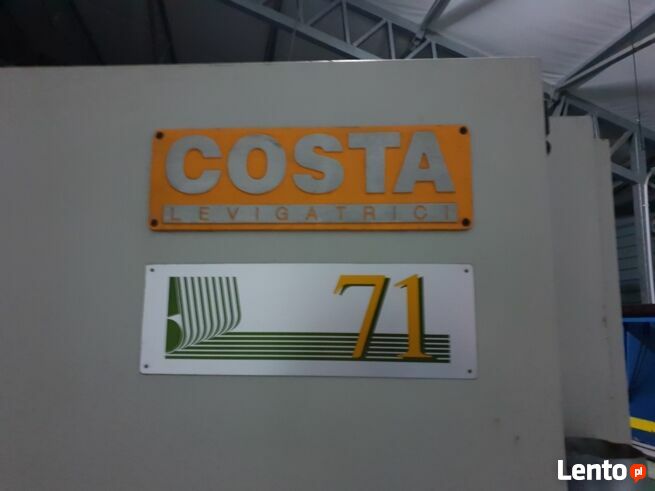 COSTA
LEVIGATRICI
71
Lento.pl